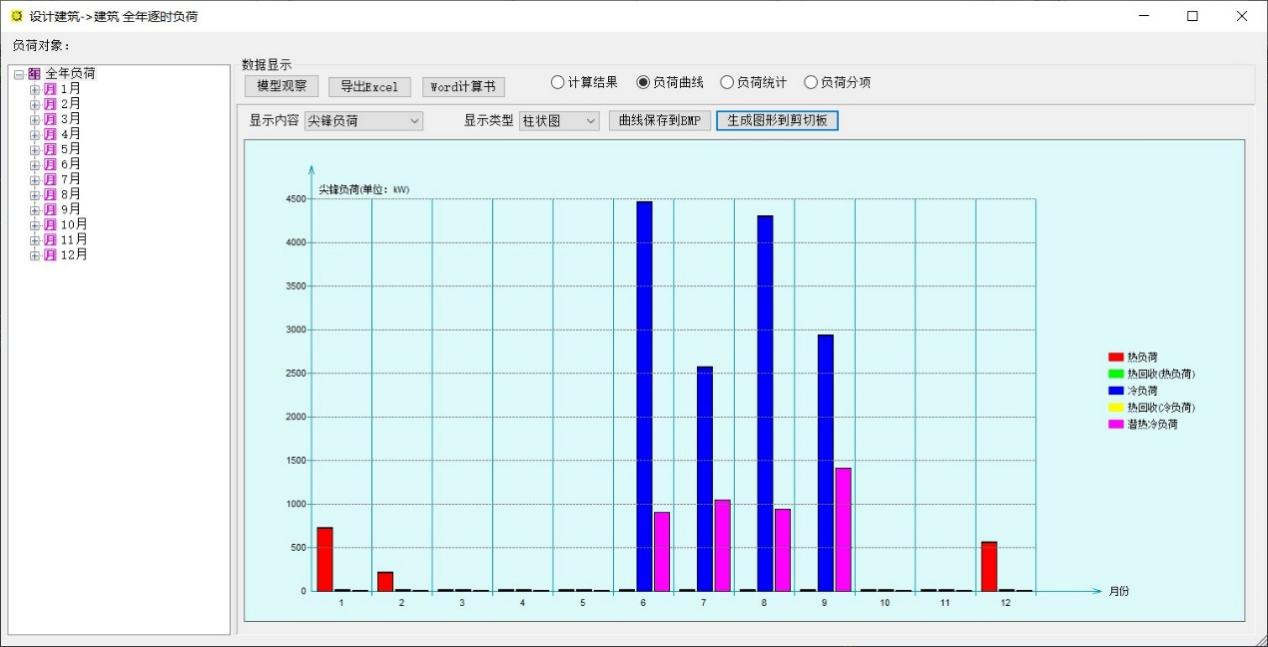 设计建筑->建筑 全年逐时负荷
负荷对象：
全年负荷
1月
2月
3月
4月
5月
6月
7月
8月
9月
10月
11月
12月
数据显示
模型观察 导出Excel Word计算书 计算结果 负荷曲线 负荷统计 负荷分项
显示内容 尖锋负荷 显示类型 柱状图 曲线保存到BMP 生成图形到剪切板
尖锋负荷(单位：kW)
4500
4000
3500
3000
2500
2000
1500
1000
500
0
1 2 3 4 5 6 7 8 9 10 11 12
月份
热负荷
热回收(热负荷)
冷负荷
热回收(冷负荷)
潜热冷负荷